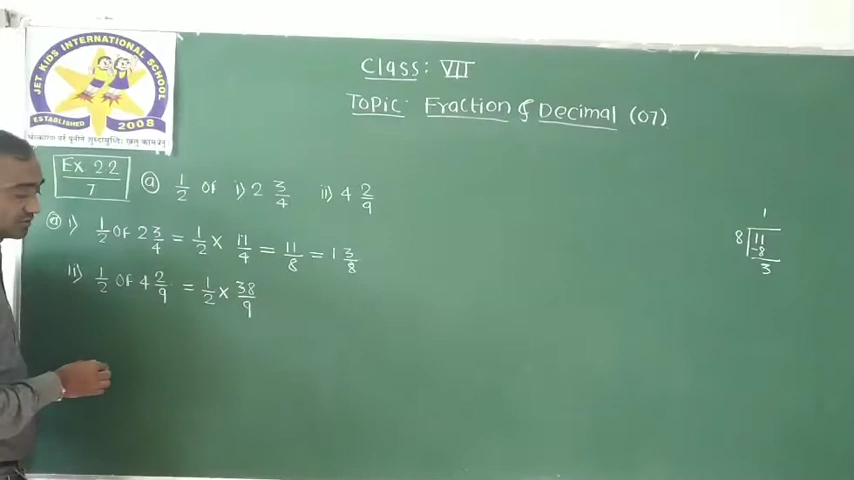 JET KIDS INTERNATIONAL SCHOOL
ESTABLISHED 2008
Class: VII
Topic: Fraction & Decimal (07)
Ex 2.2
7
(a) 1/2 of i) 2 3/4 ii) 4 2/9
(a) i) 1/2 of 2 3/4 = 1/2 × 11/4 = 11/8 = 1 3/8
ii) 1/2 of 4 2/9 = 1/2 × 38/9
1
8 11
-8
3